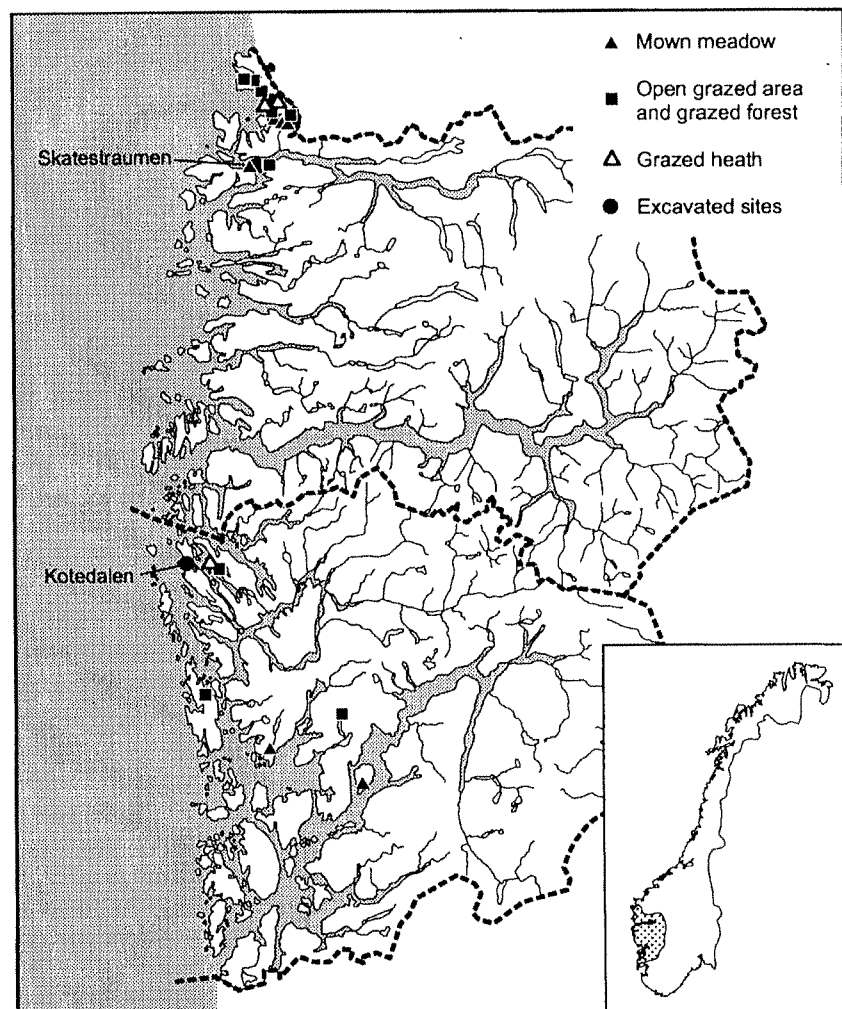 Mown meadow
Open grazed area
and grazed forest
Grazed heath
Excavated sites
Skatestraumen
Kotedalen